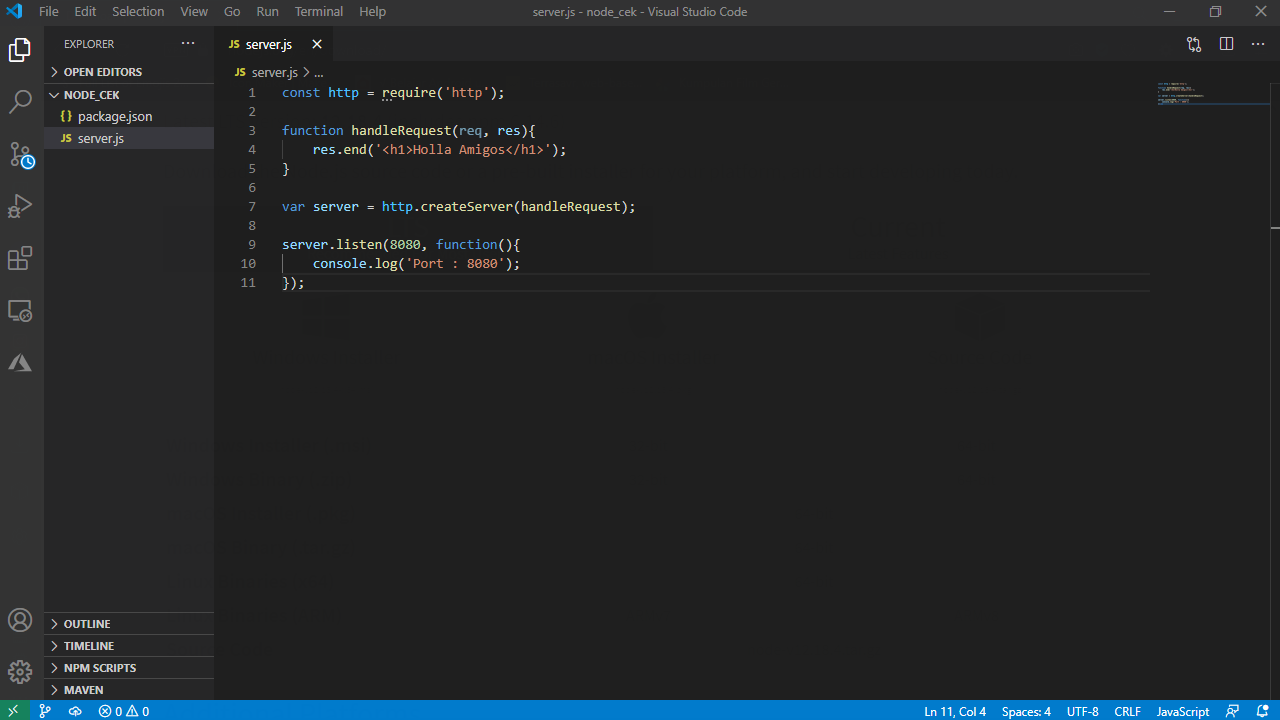 File Edit Selection View Go Run Terminal Help server.js - node_cek - Visual Studio Code
EXPLORER
OPEN EDITORS
NODE_CEK
{} package.json
JS server.js
OUTLINE
TIMELINE
NPM SCRIPTS
MAVEN
JS server.js
JS server.js > ...
1 const http = require('http');
2
3 function handleRequest(req, res){
4 res.end('<h1>Holla Amigos</h1>');
5 }
6
7 var server = http.createServer(handleRequest);
8
9 server.listen(8080, function(){
10 console.log('Port : 8080');
11 });
0 0 Ln 11, Col 4 Spaces: 4 UTF-8 CRLF JavaScript